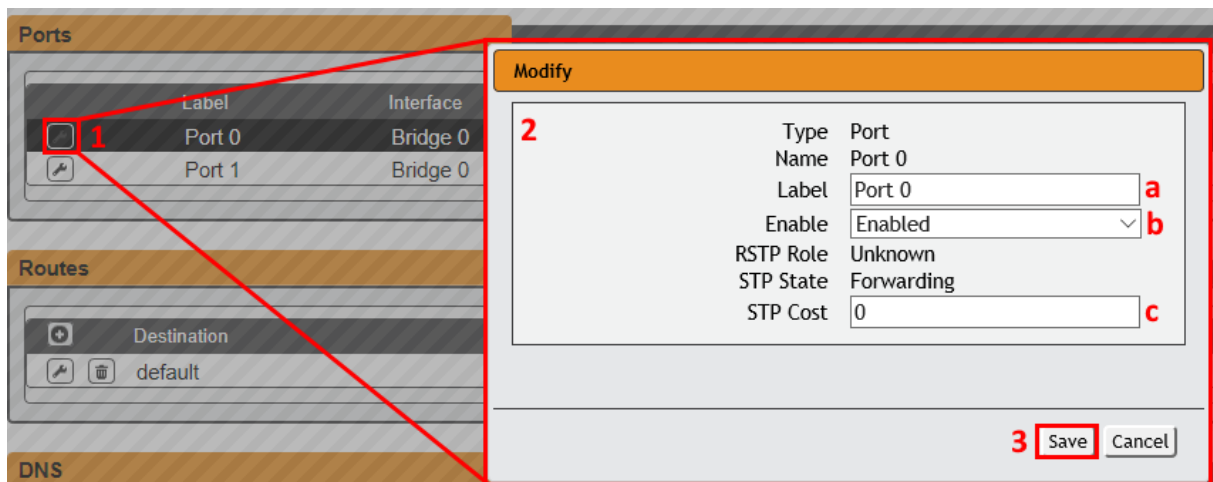 Ports
Label Interface
1 Port 0 Bridge 0
Port 1 Bridge 0
Routes
Destination
default
DNS
Modify
2
Type Port
Name Port 0
Label Port 0 a
Enable Enabled b
RSTP Role Unknown
STP State Forwarding
STP Cost 0 c
3 Save Cancel